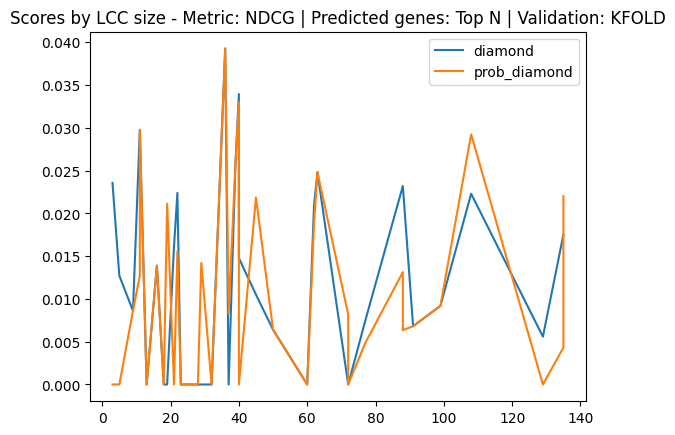 Scores by LCC size - Metric: NDCG | Predicted genes: Top N | Validation: KFOLD
diamond
prob_diamond
0.040
0.035
0.030
0.025
0.020
0.015
0.010
0.005
0.000
0 20 40 60 80 100 120 140